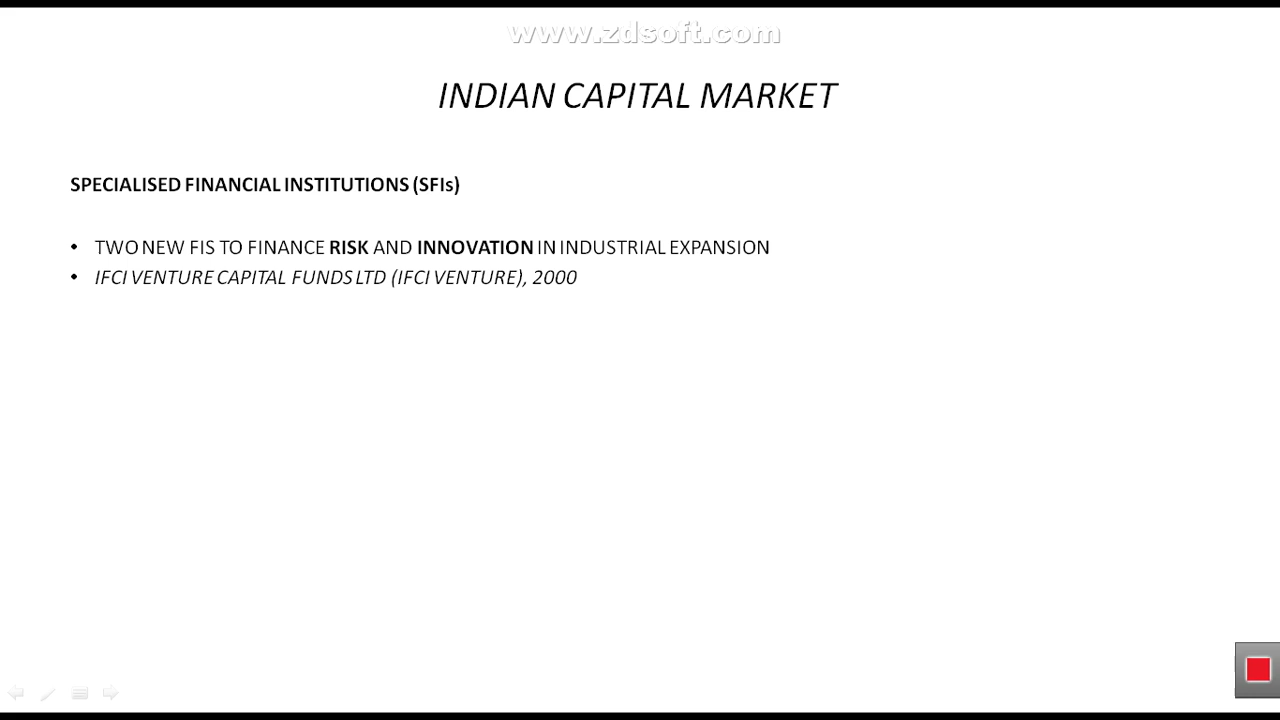 www.zdsoft.com
INDIAN CAPITAL MARKET
SPECIALISED FINANCIAL INSTITUTIONS (SFIs)
• TWO NEW FIS TO FINANCE RISK AND INNOVATION IN INDUSTRIAL EXPANSION
• IFCI VENTURE CAPITAL FUNDS LTD (IFCI VENTURE), 2000